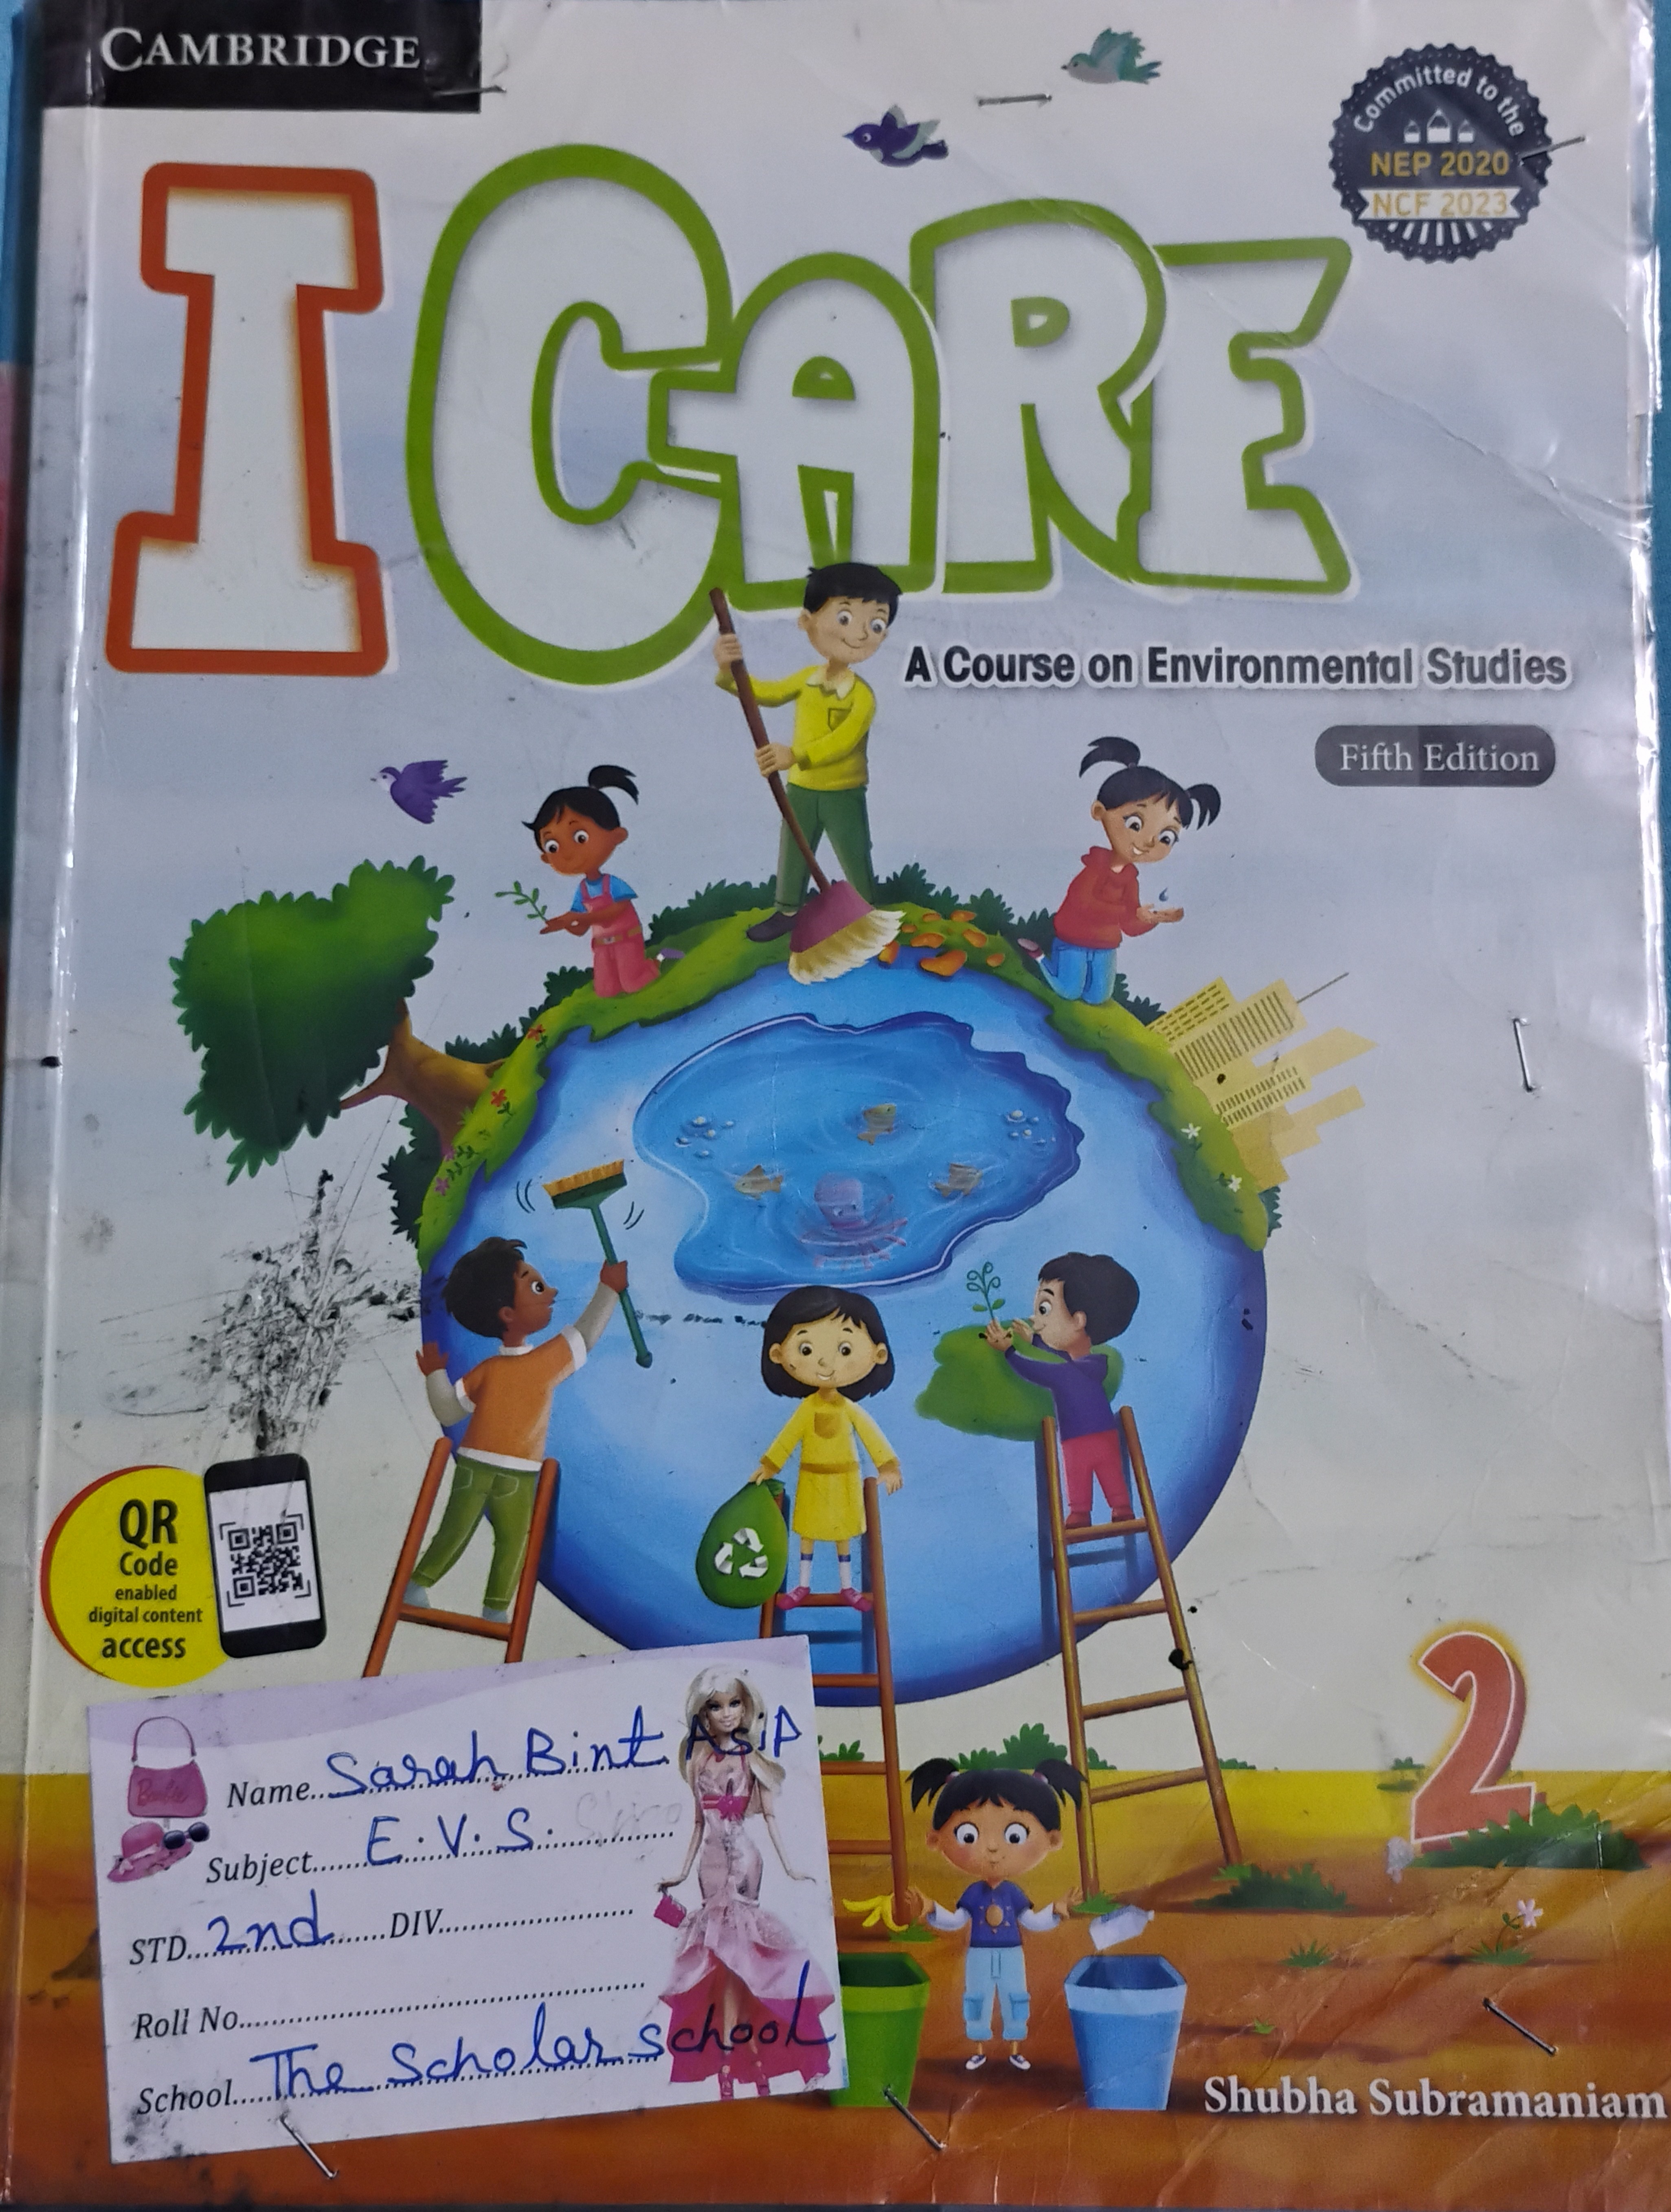 CAMBRIDGE
Committed to the
NEP 2020
NCF 2023
I CARE
A Course on Environmental Studies
Fifth Edition
QR
Code
enabled
digital content
access
Name...Sarah Bint Asif
Subject......E.V.S.
STD...2nd......DIV......................
Roll No..............................................
School....The Scholar School
2
Shubha Subramaniam